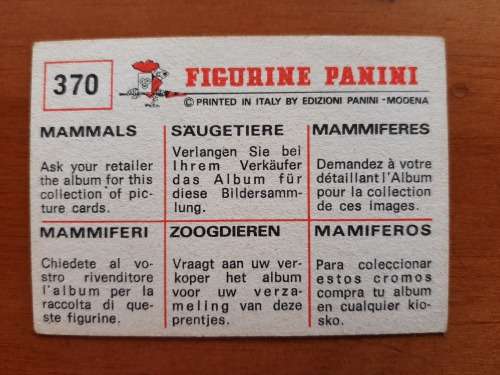 370
FIGURINE PANINI
© PRINTED IN ITALY BY EDIZIONI PANINI - MODENA
MAMMALS
Ask your retailer
the album for this
collection of pic-
ture cards.
SÄUGETIERE
Verlangen Sie bei
Ihrem Verkäufer
das Album für
diese Bildersamm-
lung.
MAMMIFERES
Demandez à votre
détaillant l'Album
pour la collection
de ces images.
MAMMIFERI
Chiedete al vo-
stro rivenditore
l'album per la
raccolta di que-
ste figurine.
ZOOGDIEREN
Vraagt aan uw ver-
koper het album
voor uw verza-
meling van deze
prentjes.
MAMIFEROS
Para coleccionar
estos cromos
compra tu album
en cualquier kio-
sko.